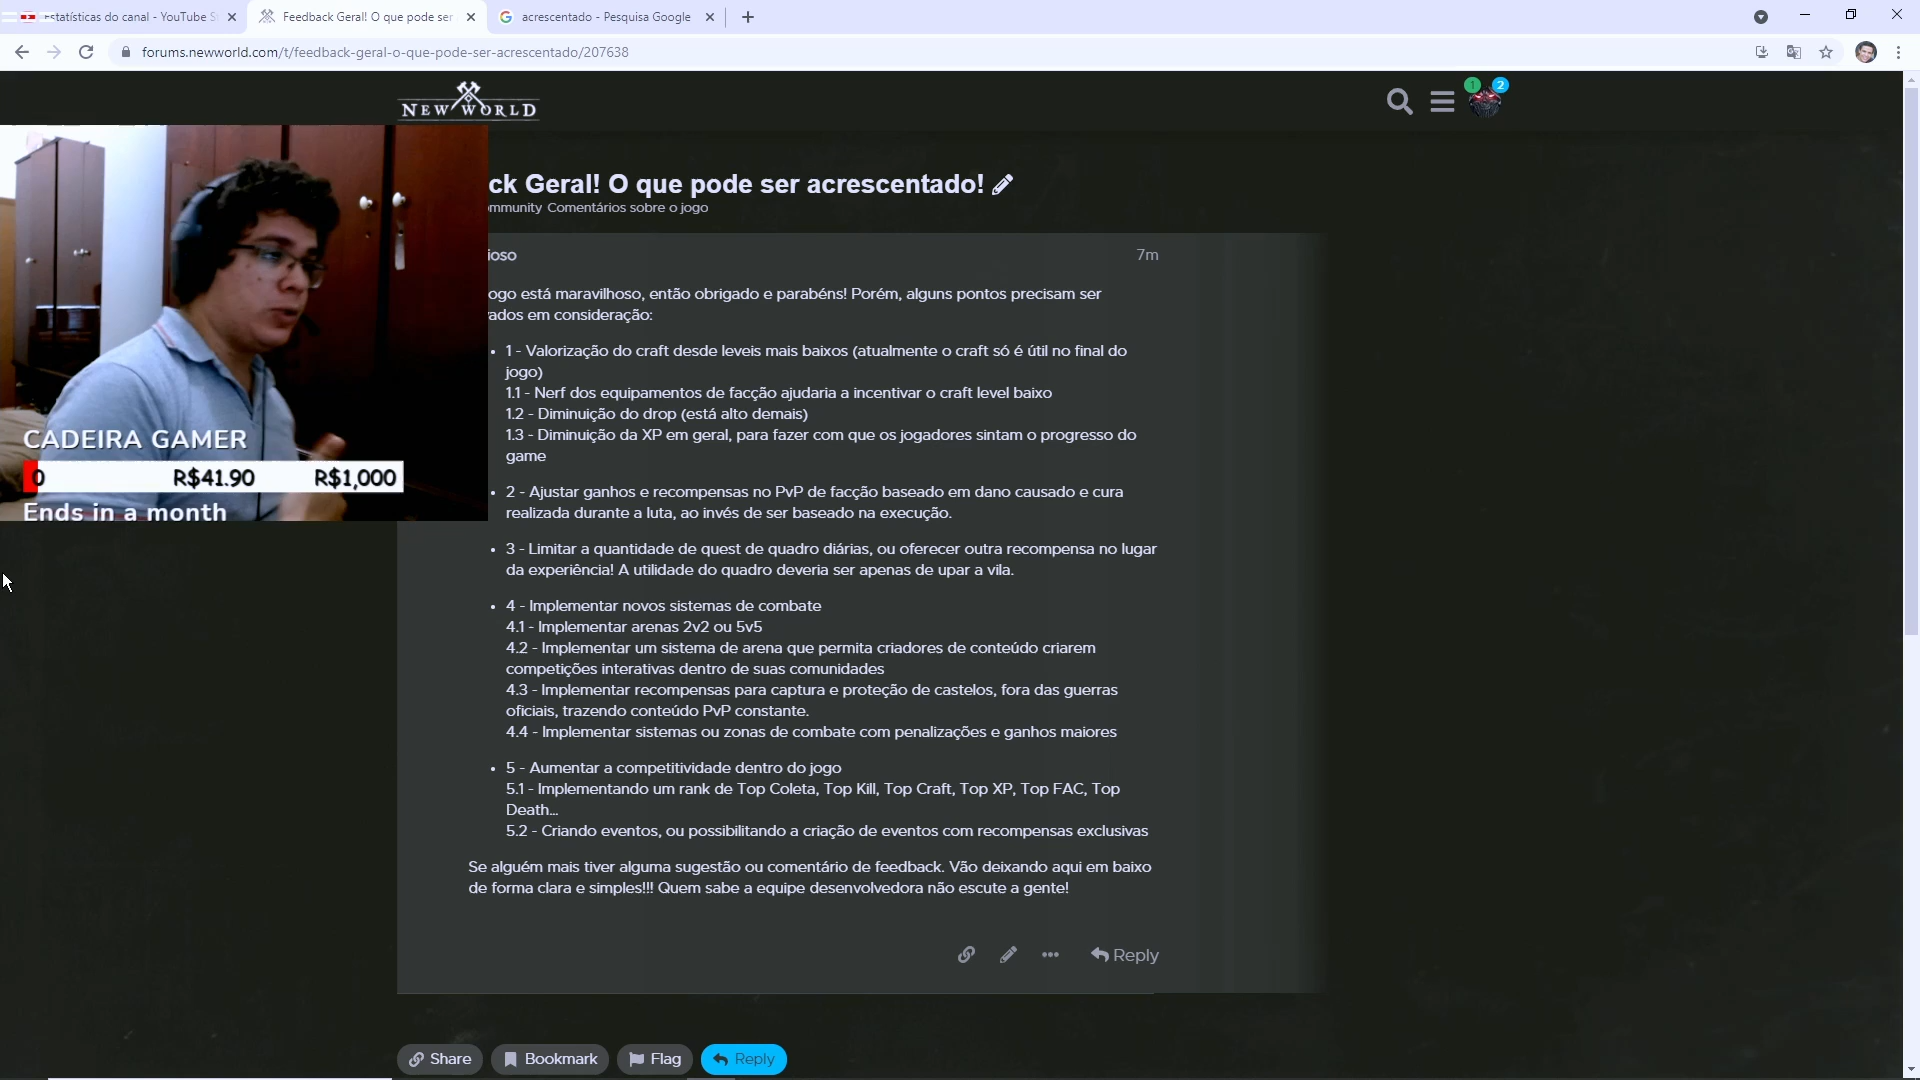 statísticas do canal - YouTube S
Feedback Geral! O que pode ser
acrescentado - Pesquisa Google
forums.newworld.com/t/feedback-geral-o-que-pode-ser-acrescentado/207638
NEW WORLD
1
2
ck Geral! O que pode ser acrescentado!
mmunity Comentários sobre o jogo
ioso
7m
ogo está maravilhoso, então obrigado e parabéns! Porém, alguns pontos precisam ser
ados em consideração:
• 1 - Valorização do craft desde leveis mais baixos (atualmente o craft só é útil no final do
jogo)
1.1 - Nerf dos equipamentos de facção ajudaria a incentivar o craft level baixo
1.2 - Diminuição do drop (está alto demais)
1.3 - Diminuição da XP em geral, para fazer com que os jogadores sintam o progresso do
game
• 2 - Ajustar ganhos e recompensas no PvP de facção baseado em dano causado e cura
realizada durante a luta, ao invés de ser baseado na execução.
• 3 - Limitar a quantidade de quest de quadro diárias, ou oferecer outra recompensa no lugar
da experiência! A utilidade do quadro deveria ser apenas de upar a vila.
• 4 - Implementar novos sistemas de combate
4.1 - Implementar arenas 2v2 ou 5v5
4.2 - Implementar um sistema de arena que permita criadores de conteúdo criarem
competições interativas dentro de suas comunidades
4.3 - Implementar recompensas para captura e proteção de castelos, fora das guerras
oficiais, trazendo conteúdo PvP constante.
4.4 - Implementar sistemas ou zonas de combate com penalizações e ganhos maiores
• 5 - Aumentar a competitividade dentro do jogo
5.1 - Implementando um rank de Top Coleta, Top Kill, Top Craft, Top XP, Top FAC, Top
Death...
5.2 - Criando eventos, ou possibilitando a criação de eventos com recompensas exclusivas
Se alguém mais tiver alguma sugestão ou comentário de feedback. Vão deixando aqui em baixo
de forma clara e simples!!! Quem sabe a equipe desenvolvedora não escute a gente!
Reply
Share
Bookmark
Flag
Reply
CADEIRA GAMER
0 R$41.90 R$1,000
Ends in a month